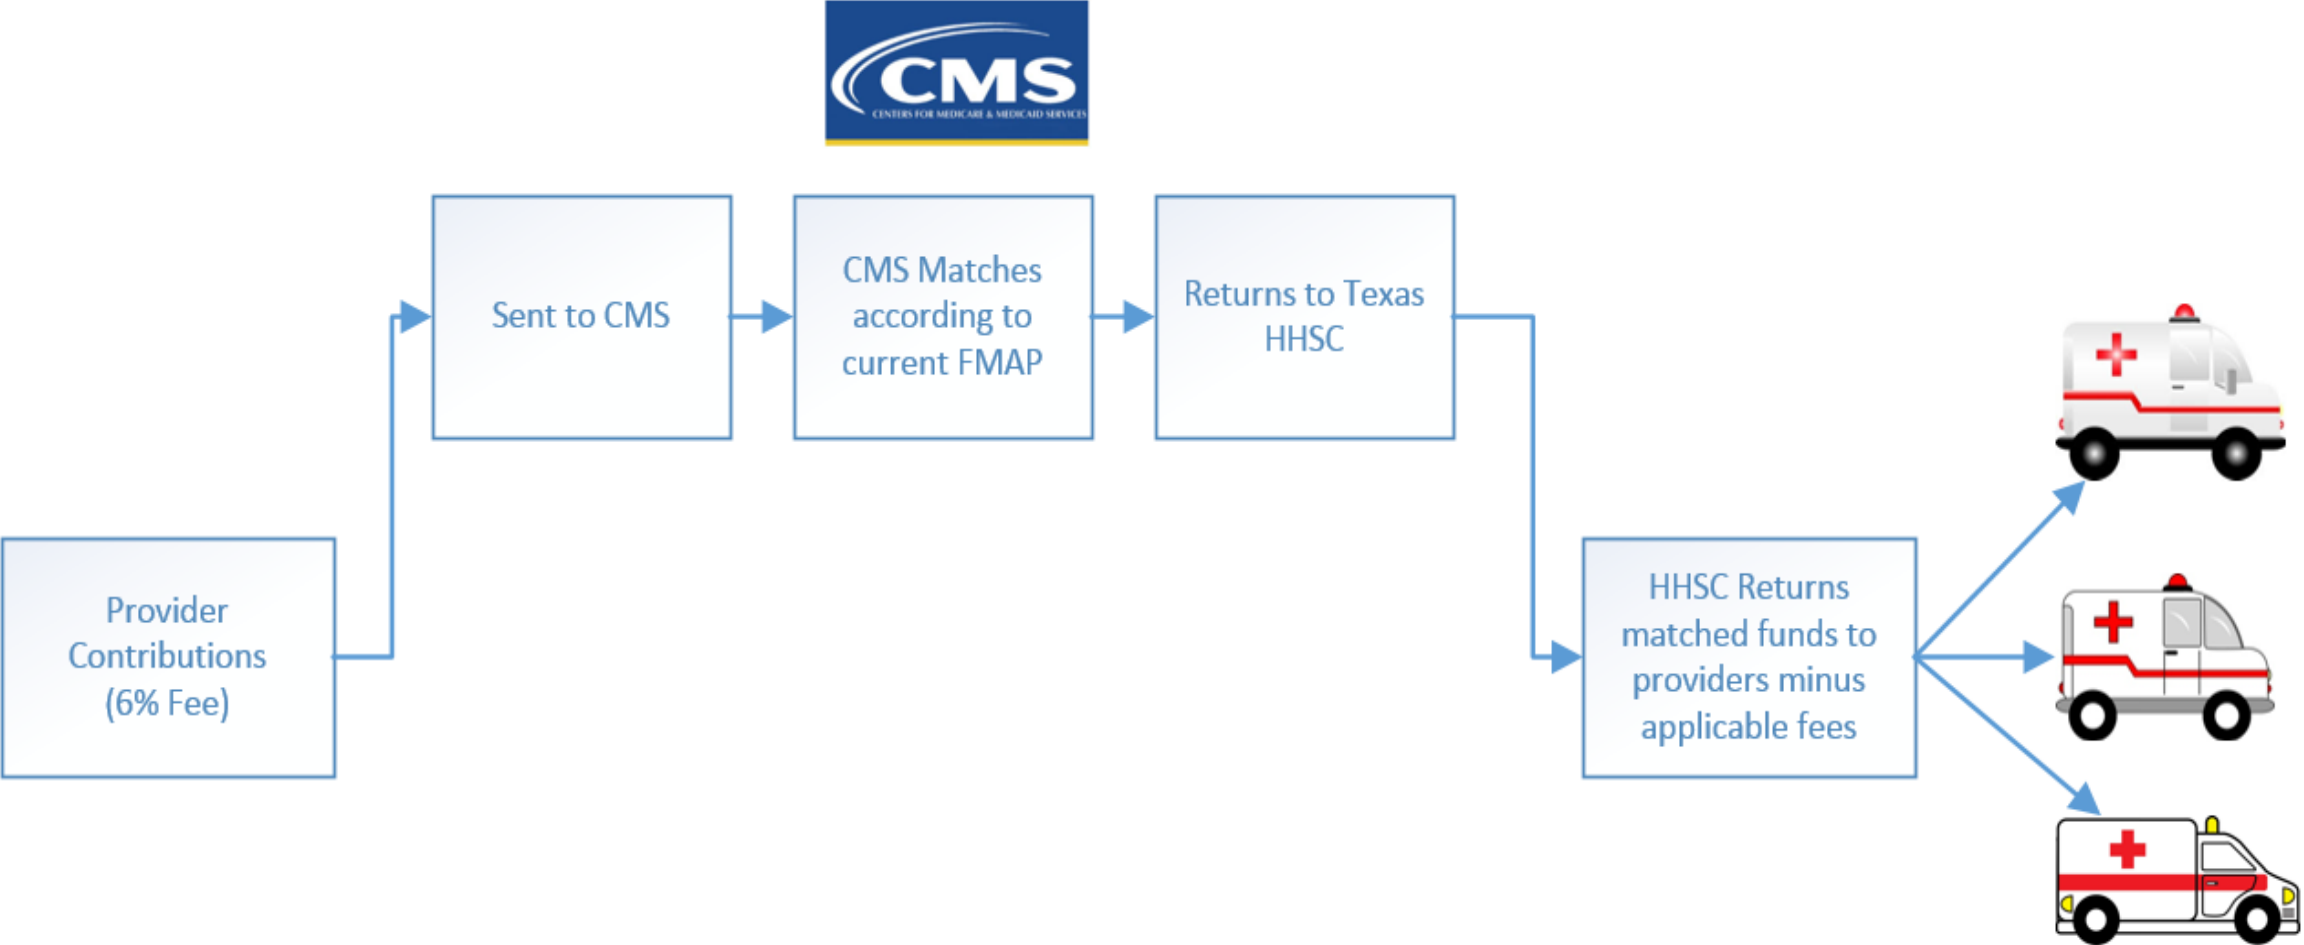 CMS
CENTERS FOR MEDICARE & MEDICAID SERVICES
Provider
Contributions
(6% Fee)
Sent to CMS
CMS Matches
according to
current FMAP
Returns to Texas
HHSC
HHSC Returns
matched funds to
providers minus
applicable fees